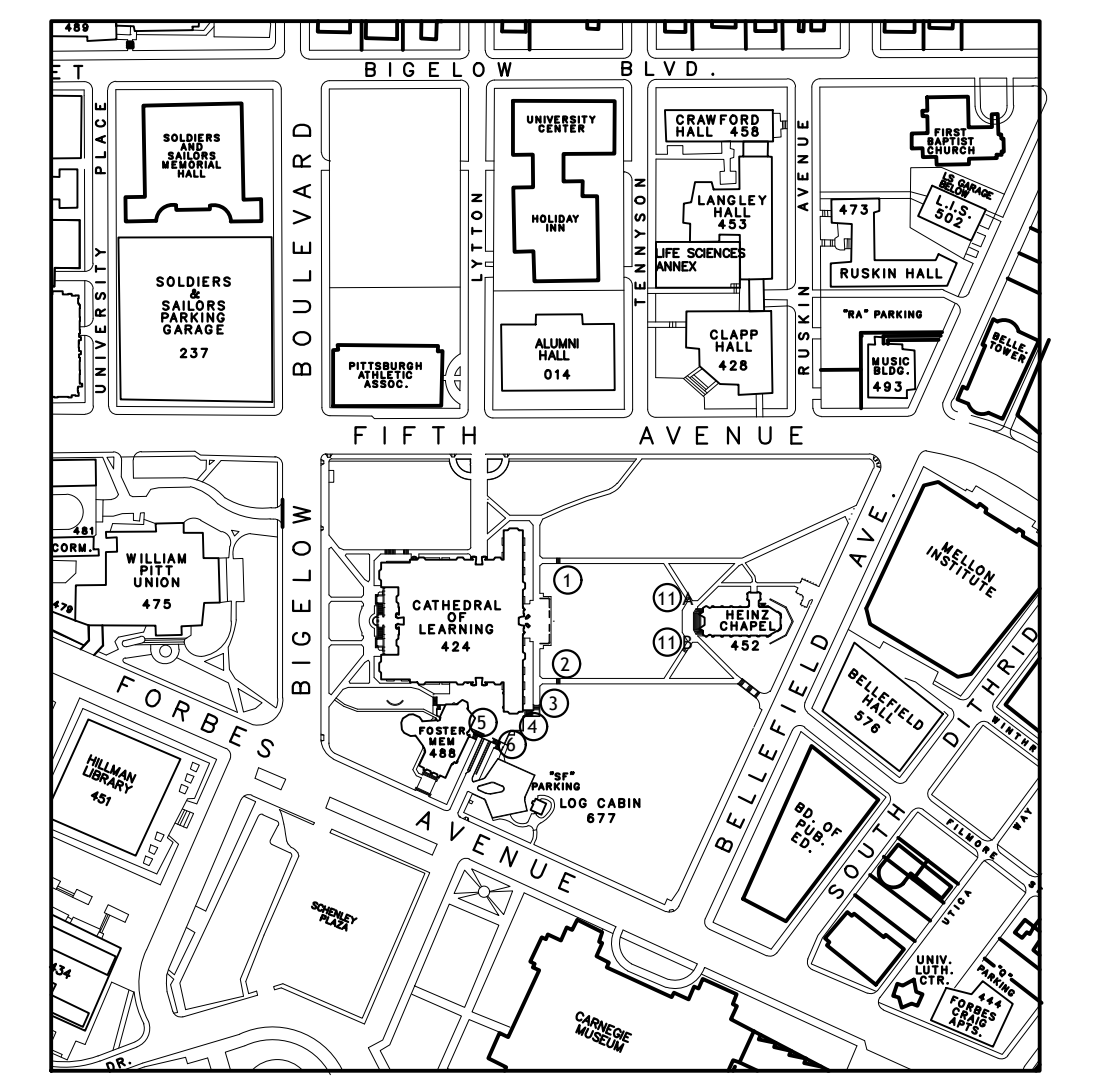 489
ET
BIGELOW BLVD.
SOLDIERS
AND
SAILORS
MEMORIAL
HALL
UNIVERSITY PLACE
BOULEVARD
UNIVERSITY
CENTER
HOLIDAY
INN
LYTTON
TENNYSON
CRAWFORD
HALL 458
LANGLEY
HALL
453
LIFE SCIENCES
ANNEX
RUSKIN AVENUE
FIRST
BAPTIST
CHURCH
LS GARAGE
BELOW
L.I.S.
502
473
RUSKIN HALL
SOLDIERS
&
SAILORS
PARKING
GARAGE
237
PITTSBURGH
ATHLETIC
ASSOC.
ALUMNI
HALL
014
CLAPP
HALL
428
"RA" PARKING
MUSIC
BLDG.
493
BELLE.
TOWER
FIFTH AVENUE
481
CORM.
479
WILLIAM
PITT
UNION
475
BIGELOW
CATHEDRAL
OF
LEARNING
424
1
2
3
4
5
6
11 A
11 B
HEINZ
CHAPEL
452
BELLEFIELD AVE.
MELLON
INSTITUTE
BELLEFIELD
HALL
576
SOUTH DITHRID
WINTHR
FORBES AVENUE
FOSTER
MEM
488
"SF"
PARKING
LOG CABIN
677
HILLMAN
LIBRARY
451
BD. OF
PUB.
ED.
FILMORE
WAY
UTICA
S
SCHENLEY
PLAZA
434
CARNEGIE
MUSEUM
UNIV.
LUTH.
CTR.
"Q"
PARKING
444
FORBES
CRAIG
APTS.
DR.